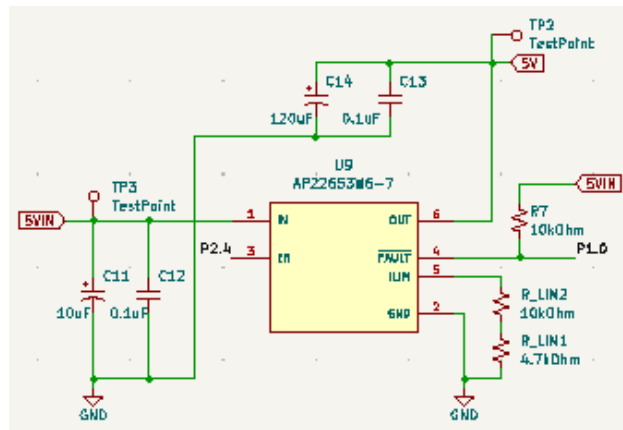 TP2
TestPoint
5V
C14
120uF
C13
0.1uF
U9
AP22653W6-7
TP3
TestPoint
5VIN
1
IN
OUT
6
5VIN
R7
10kOhm
P2.4
3
EN
FAULT
4
P1.0
C11
10uF
C12
0.1uF
ILIM
5
GND
2
R_LIN2
10kOhm
R_LIN1
4.7kOhm
GND
GND